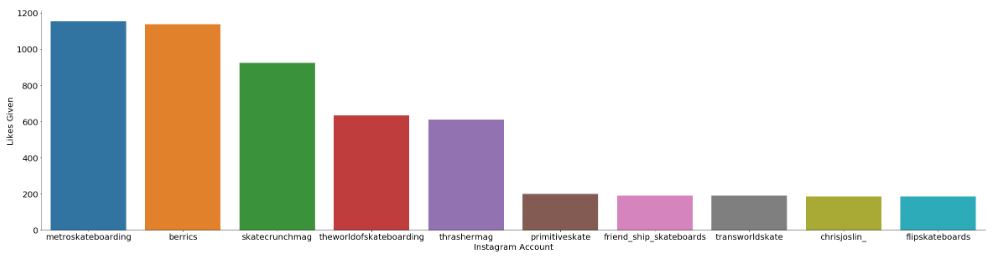 1200
1000
800
600
400
200
0
Likes Given
metroskateboarding berrics skatecrunchmag theworldofskateboarding thrashermag primitiveskate friend_ship_skateboards transworldskate chrisjoslin_ flipskateboards
Instagram Account